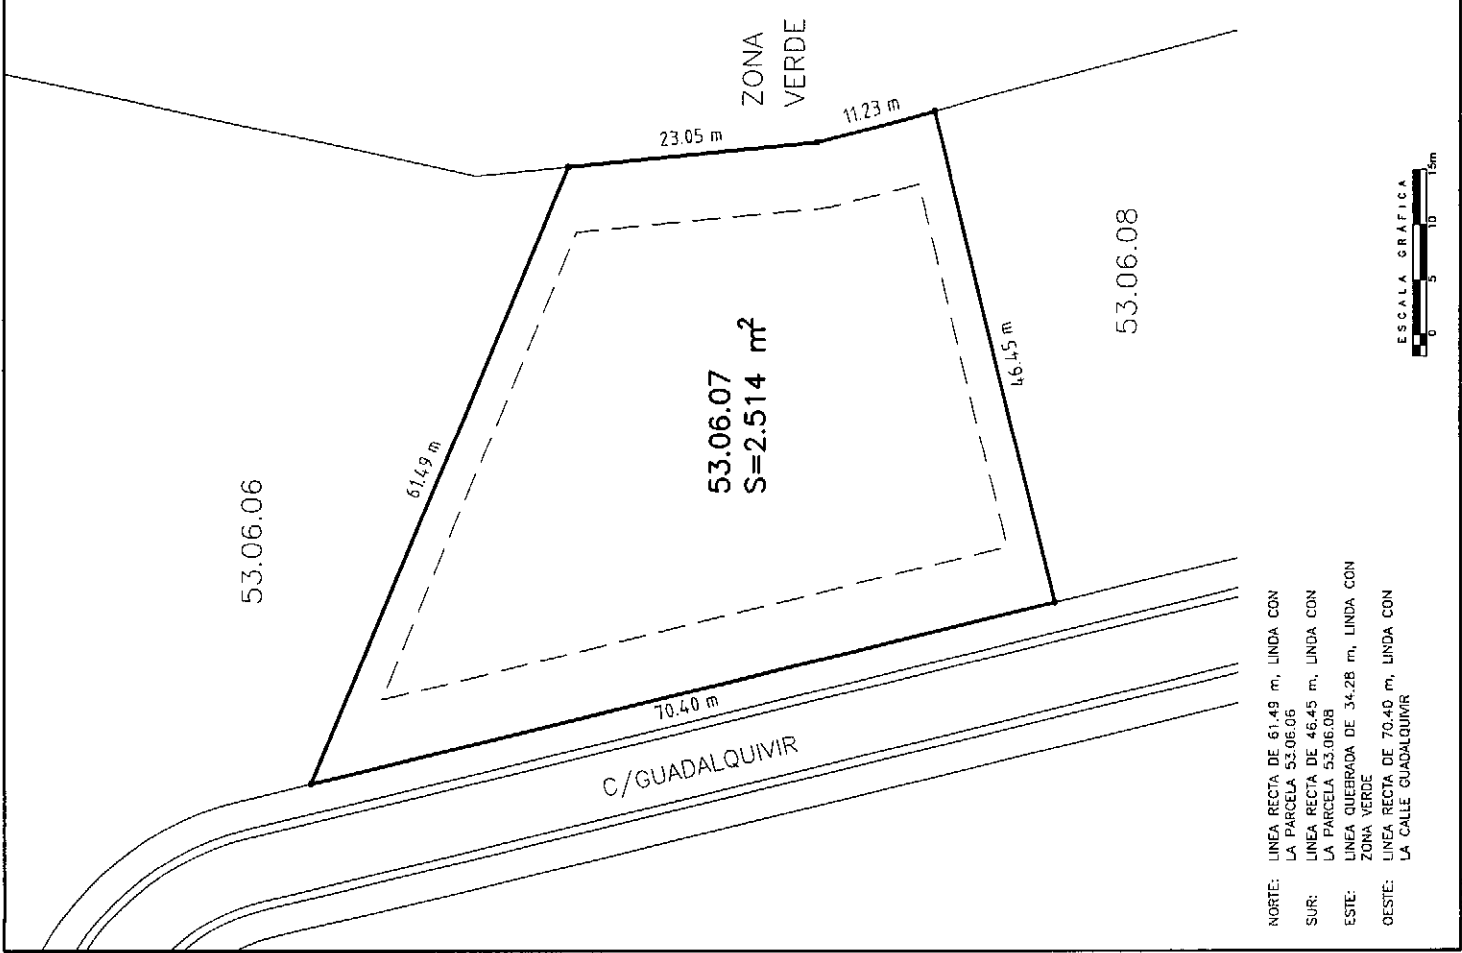 ZONA
VERDE
23.05 m
11.23 m
53.06.06
61.49 m
53.06.07
S=2.514 m²
46.45 m
53.06.08
70.40 m
C/GUADALQUIVIR
NORTE: LINEA RECTA DE 61.49 m, LINDA CON
LA PARCELA 53.06.06
SUR: LINEA RECTA DE 46.45 m, LINDA CON
LA PARCELA 53.06.08
ESTE: LINEA QUEBRADA DE 34.28 m, LINDA CON
ZONA VERDE
OESTE: LINEA RECTA DE 70.40 m, LINDA CON
LA CALLE GUADALQUIVIR
ESCALA GRAFICA
0 5 10 15m